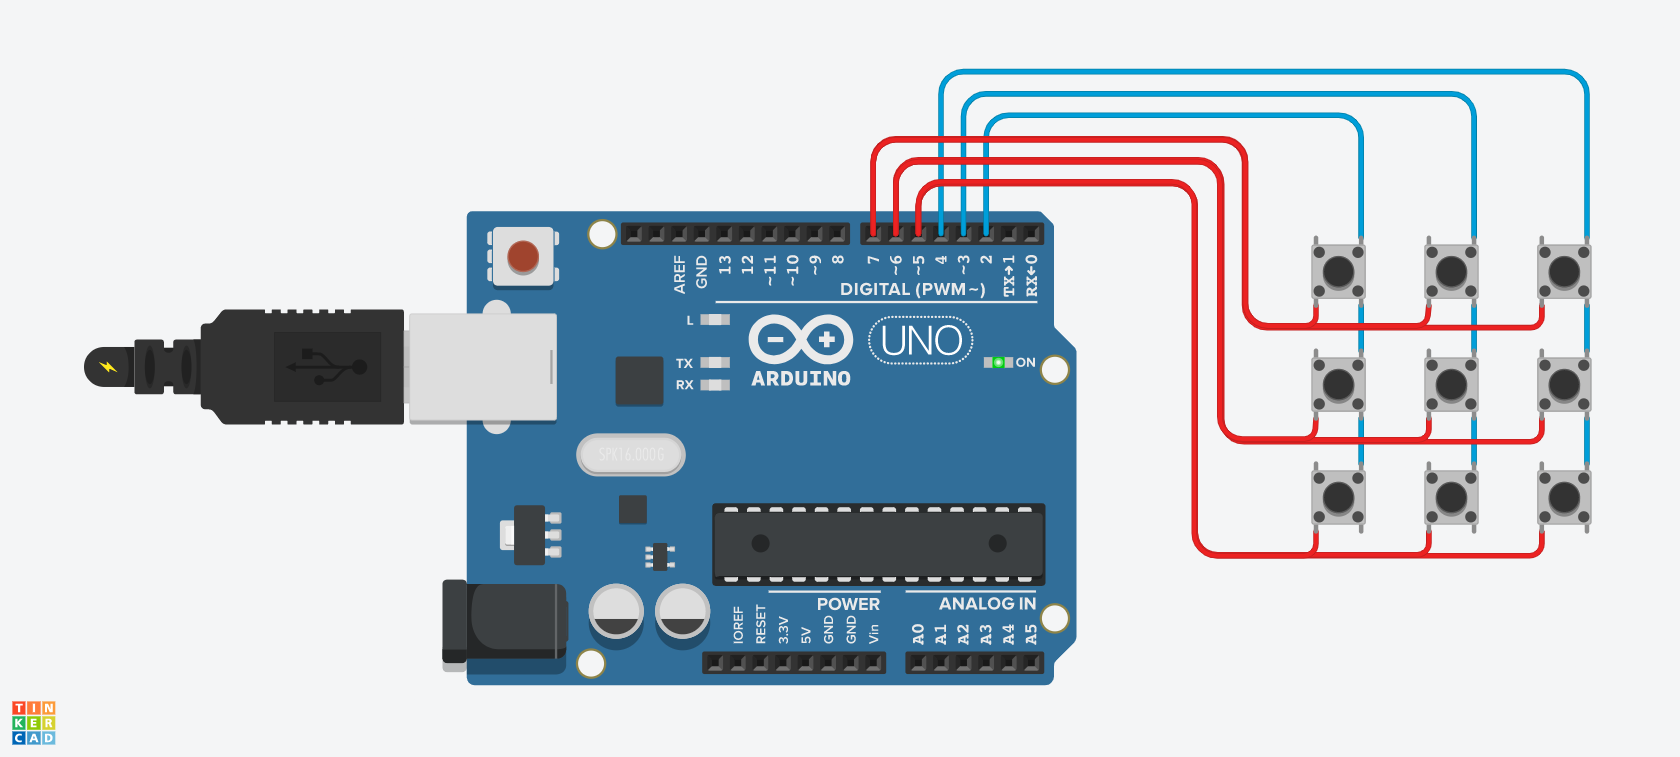 AREF
GND
13
12
~11
~10
~9
8
7
~6
~5
4
~3
2
TX→1
RX←0
DIGITAL (PWM~)
L
TX
RX
ARDUINO
UNO
ON
SPK16.000G
POWER
ANALOG IN
IOREF
RESET
3.3V
5V
GND
GND
Vin
A0
A1
A2
A3
A4
A5
TIN
KER
CAD